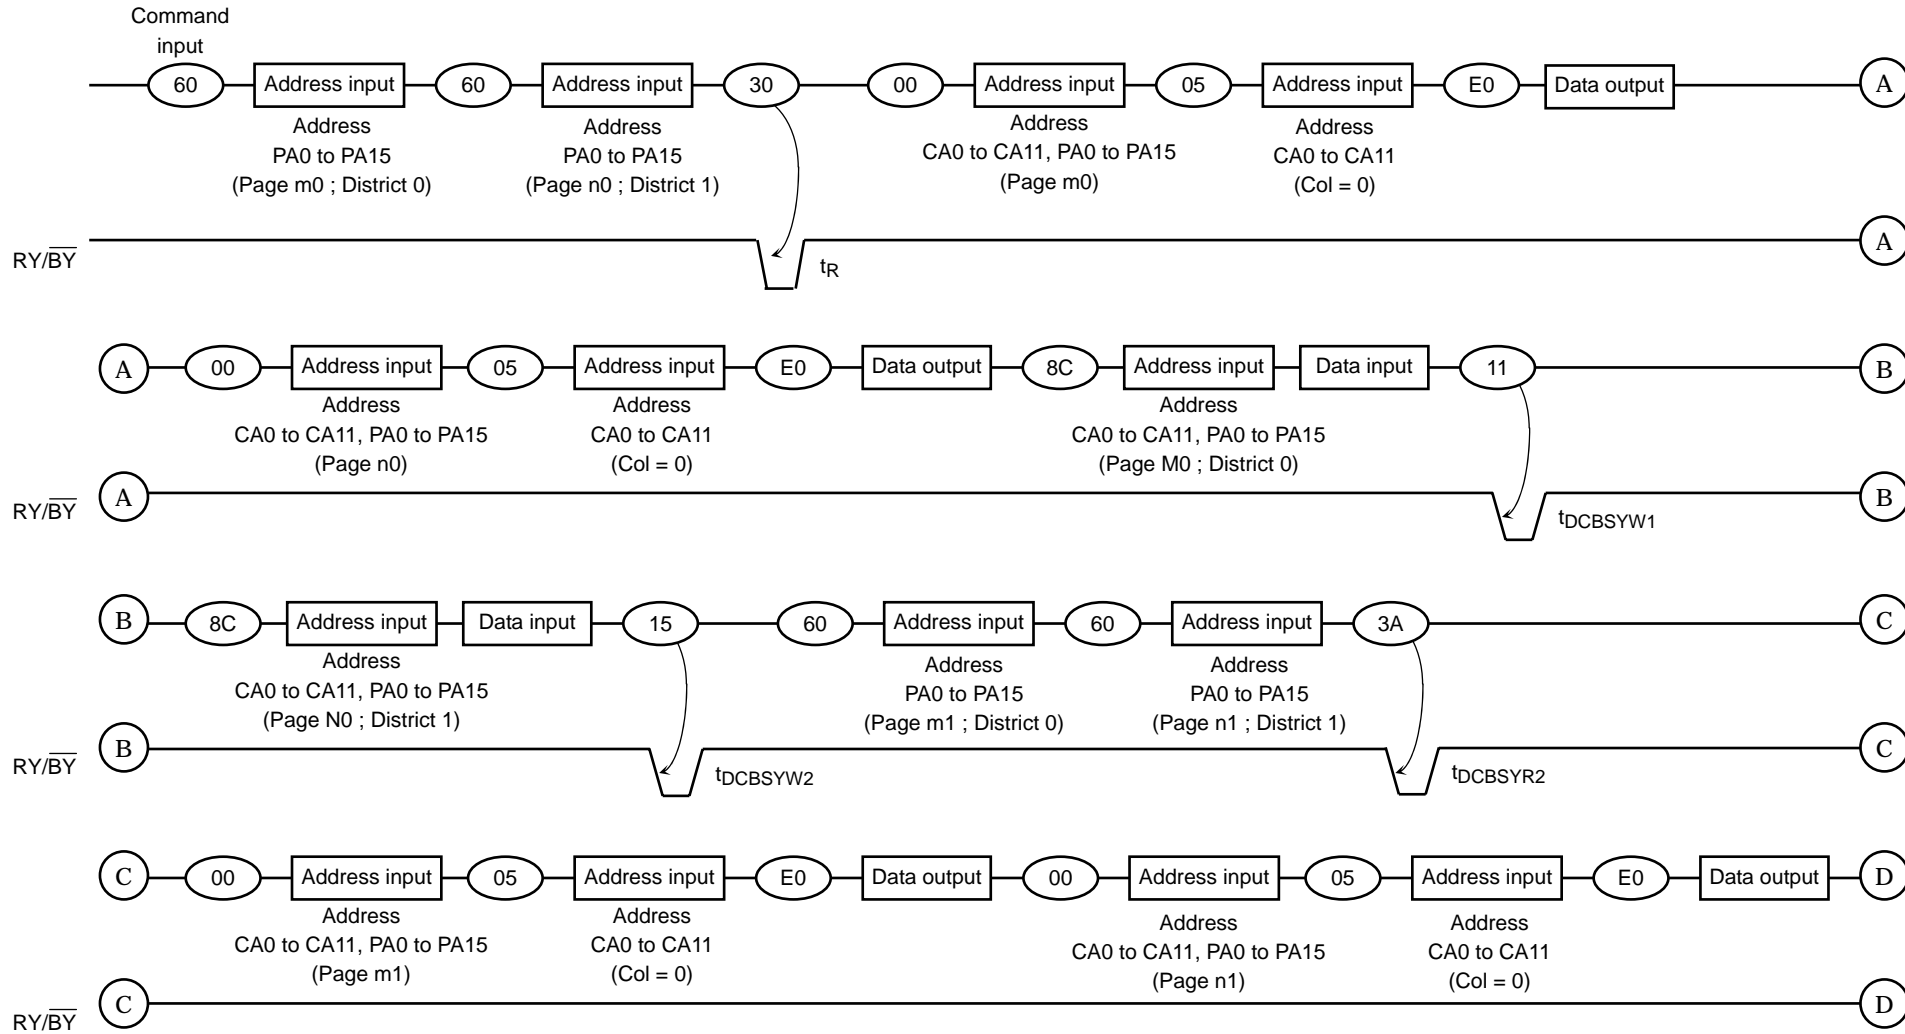 Command
input
60 Address input 60 Address input 30 00 Address input 05 Address input E0 Data output A
Address
PA0 to PA15
(Page m0 ; District 0)
Address
PA0 to PA15
(Page n0 ; District 1)
Address
CA0 to CA11, PA0 to PA15
(Page m0)
Address
CA0 to CA11
(Col = 0)
RY/BY tR A
A 00 Address input 05 Address input E0 Data output 8C Address input Data input 11 B
Address
CA0 to CA11, PA0 to PA15
(Page n0)
Address
CA0 to CA11
(Col = 0)
Address
CA0 to CA11, PA0 to PA15
(Page M0 ; District 0)
RY/BY A tDCBSYW1 B
B 8C Address input Data input 15 60 Address input 60 Address input 3A C
Address
CA0 to CA11, PA0 to PA15
(Page N0 ; District 1)
Address
PA0 to PA15
(Page m1 ; District 0)
Address
PA0 to PA15
(Page n1 ; District 1)
RY/BY B tDCBSYW2 tDCBSYR2 C
C 00 Address input 05 Address input E0 Data output 00 Address input 05 Address input E0 Data output D
Address
CA0 to CA11, PA0 to PA15
(Page m1)
Address
CA0 to CA11
(Col = 0)
Address
CA0 to CA11, PA0 to PA15
(Page n1)
Address
CA0 to CA11
(Col = 0)
RY/BY C D